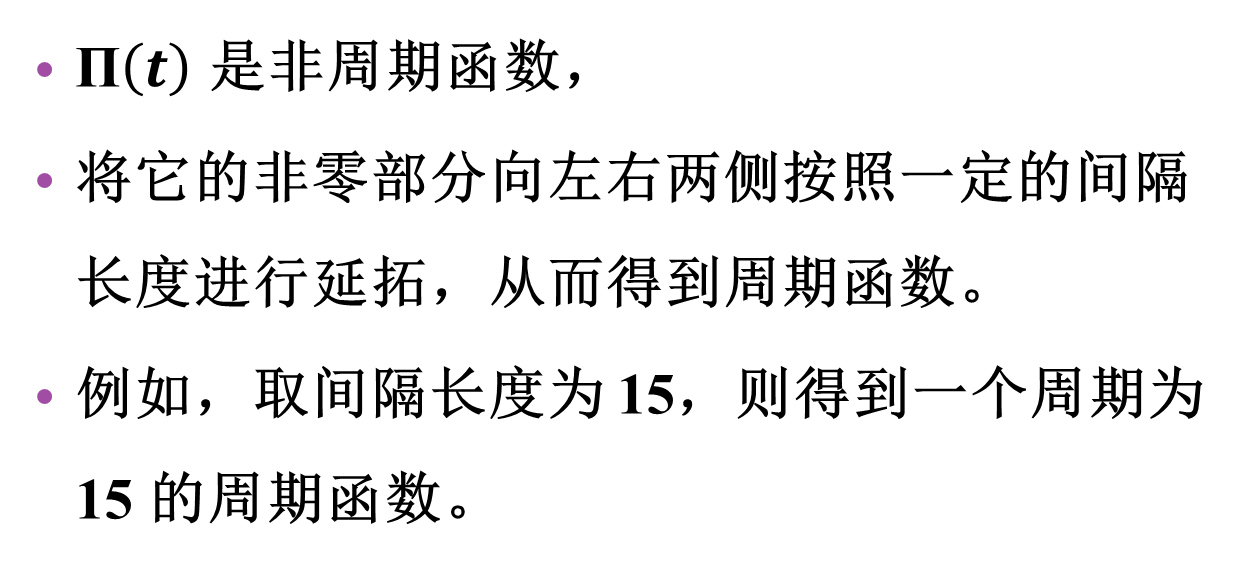 • Π(t) 是非周期函数，
• 将它的非零部分向左右两侧按照一定的间隔
长度进行延拓，从而得到周期函数。
• 例如，取间隔长度为 15，则得到一个周期为
15 的周期函数。